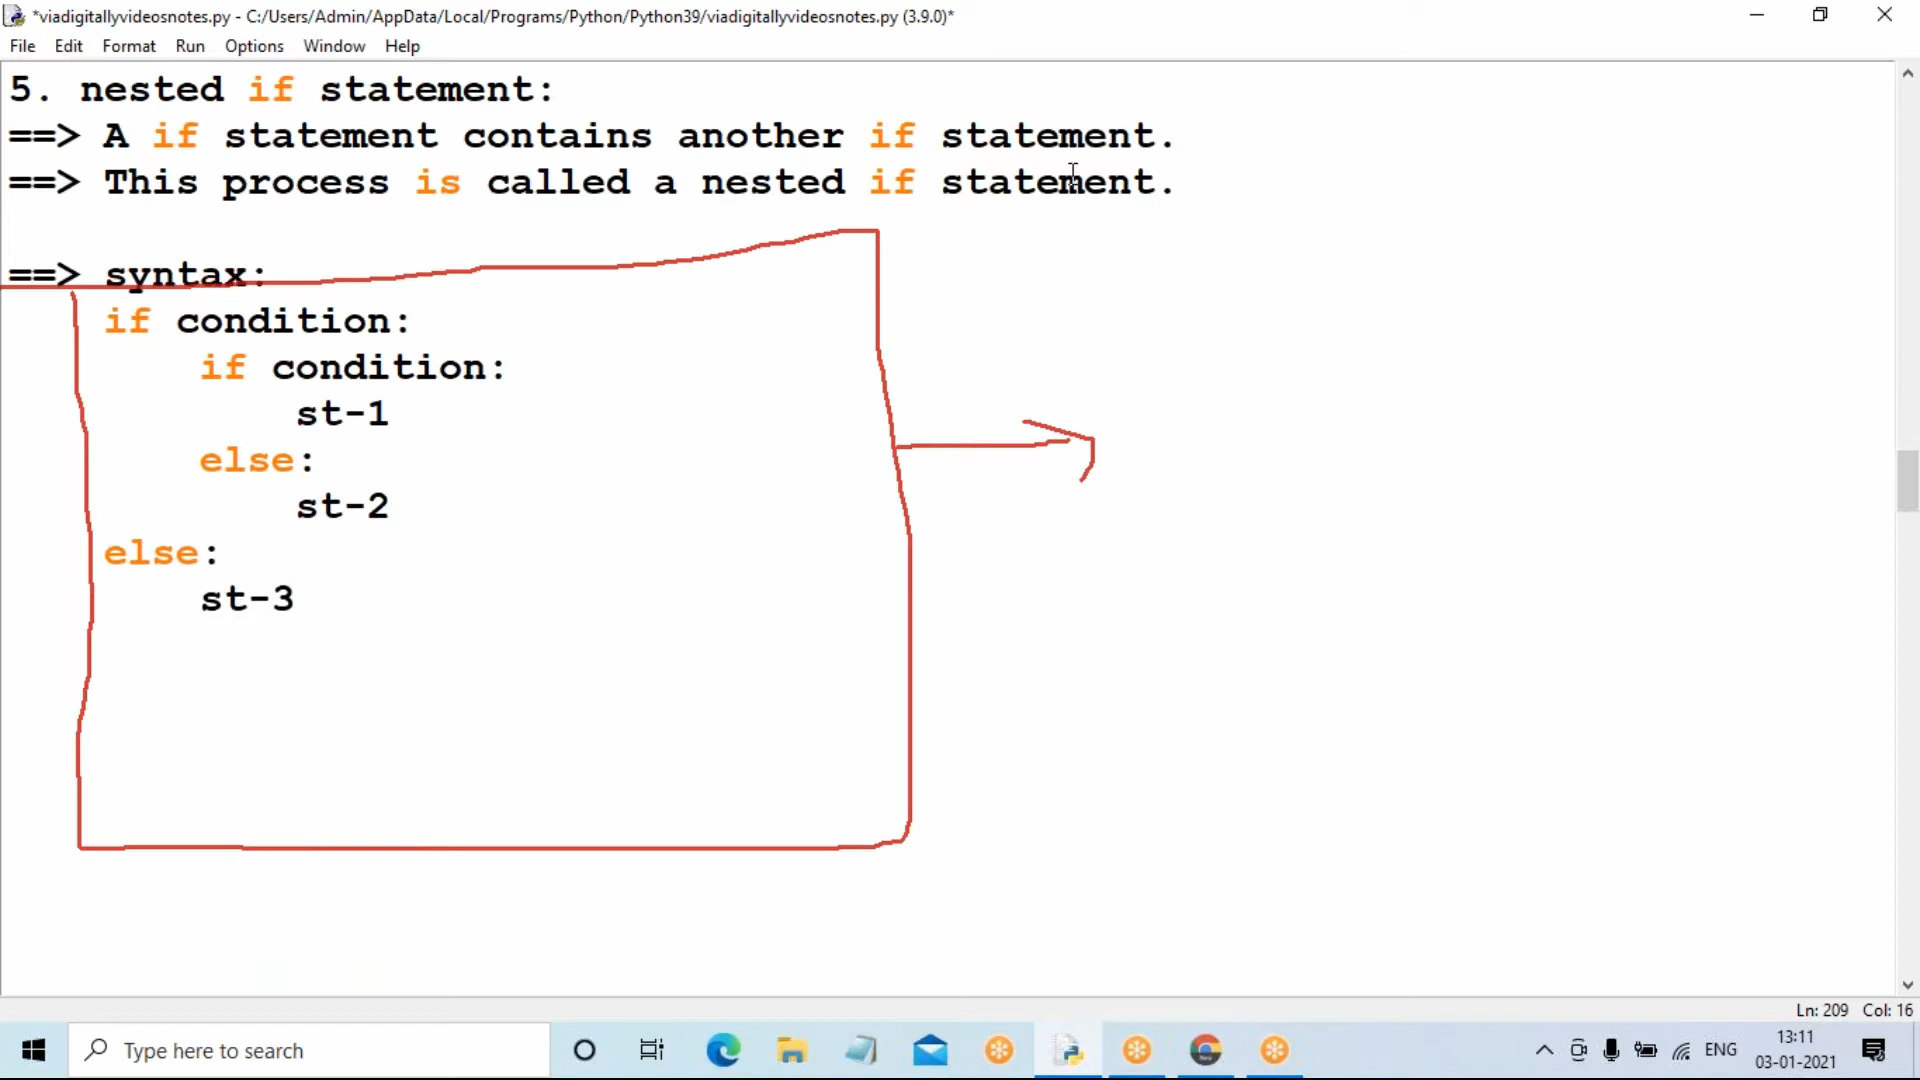 *viadigitallyvideosnotes.py - C:/Users/Admin/AppData/Local/Programs/Python/Python39/viadigitallyvideosnotes.py (3.9.0)*
File Edit Format Run Options Window Help
5. nested if statement:
==> A if statement contains another if statement.
==> This process is called a nested if statement.
==> syntax:
if condition:
if condition:
st-1
else:
st-2
else:
st-3
Ln: 209 Col: 16
Type here to search
ENG
13:11
03-01-2021